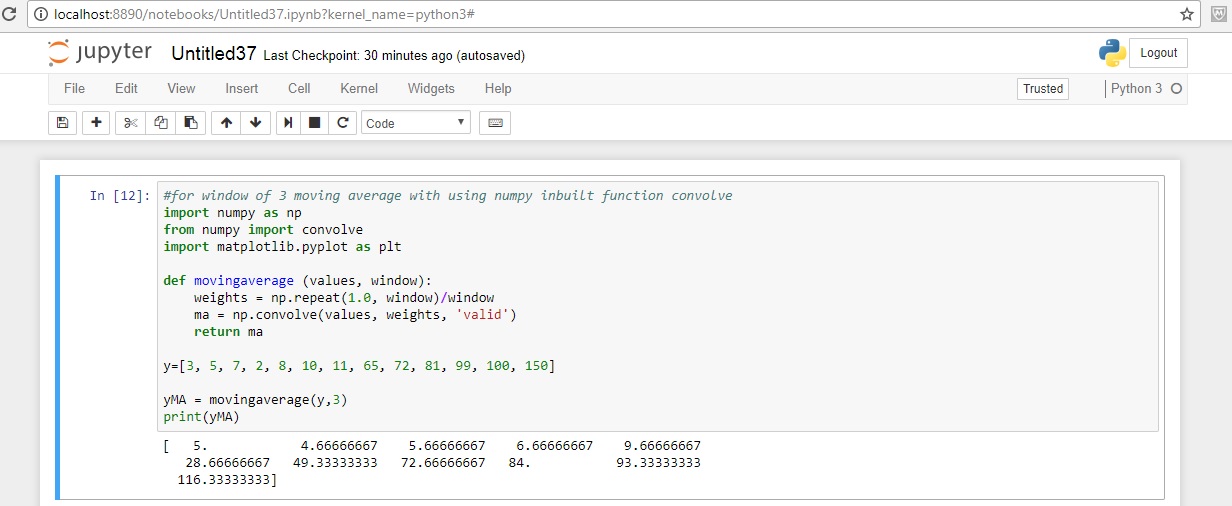 localhost:8890/notebooks/Untitled37.ipynb?kernel_name=python3#
jupyter Untitled37 Last Checkpoint: 30 minutes ago (autosaved)
Logout
File Edit View Insert Cell Kernel Widgets Help
Trusted Python 3
Code
In [12]: #for window of 3 moving average with using numpy inbuilt function convolve
import numpy as np
from numpy import convolve
import matplotlib.pyplot as plt
def movingaverage (values, window):
    weights = np.repeat(1.0, window)/window
    ma = np.convolve(values, weights, 'valid')
    return ma
y=[3, 5, 7, 2, 8, 10, 11, 65, 72, 81, 99, 100, 150]
yMA = movingaverage(y,3)
print(yMA)
[ 5. 4.66666667 5.66666667 6.66666667 9.66666667
28.66666667 49.33333333 72.66666667 84. 93.33333333
116.33333333]